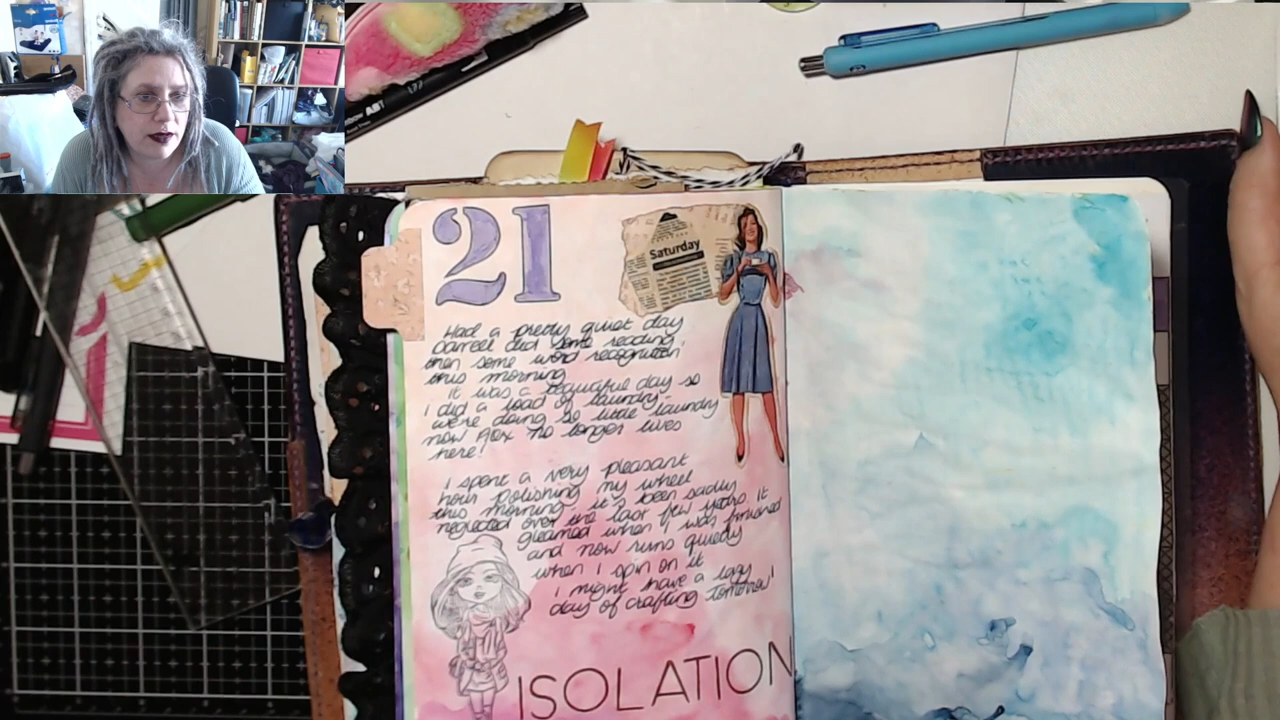 ABT
21
Saturday
Had a pretty quiet day
Darrell did some reading,
then some word recognition
this morning
it was a beautiful day so
i did a load of laundry-
we're doing so little laundry
now no longer lives
here!
I spent a very pleasant
hour polishing my wheel
this morning it's been sadly
neglected over the last few years it
gleamed when I was finished
and now runs quietly
when I spin on it
I might have a lazy
day of crafting tomorrow!
ISOLATION